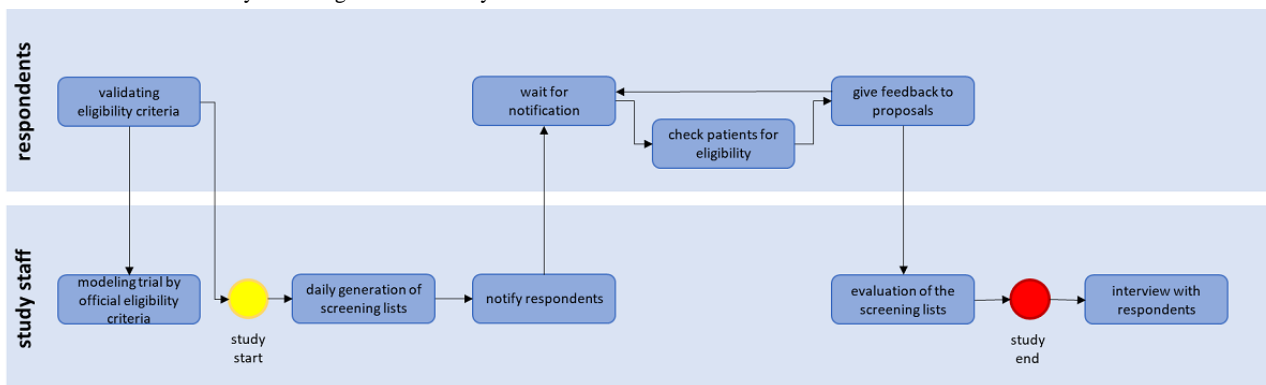 respondents
validating
eligibility criteria
wait for
notification
check patients for
eligibility
give feedback to
proposals
study staff
modeling trial by
official eligibility
criteria
study
start
daily generation of
screening lists
notify respondents
evaluation of the
screening lists
study
end
interview with
respondents